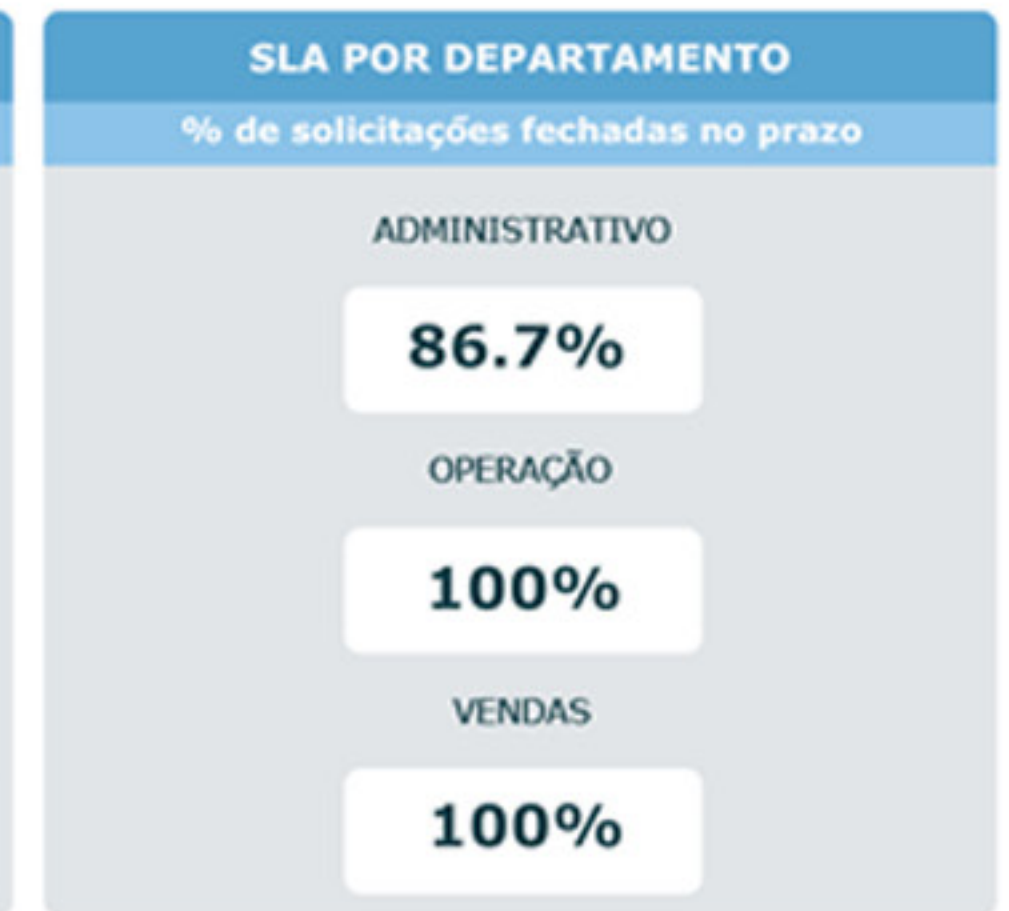 SLA POR DEPARTAMENTO
% de solicitações fechadas no prazo
ADMINISTRATIVO
86.7%
OPERAÇÃO
100%
VENDAS
100%